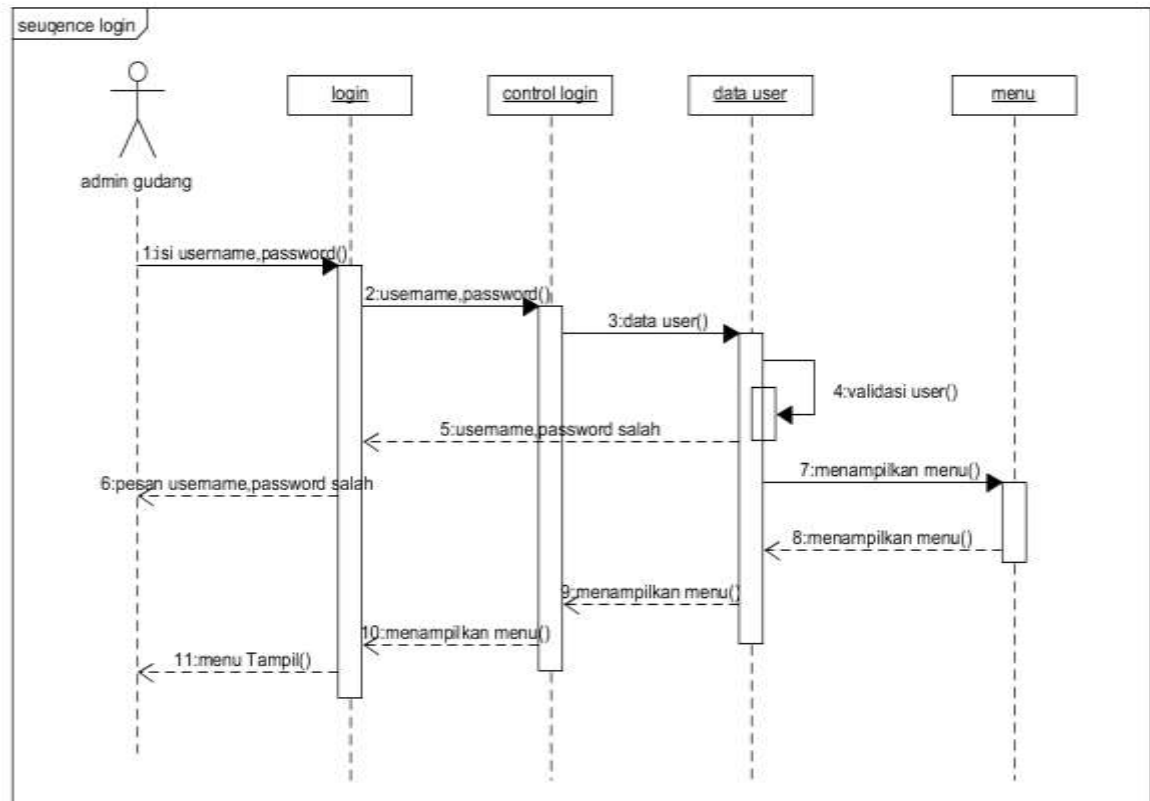 seuqence login
login
control login
data user
menu
admin gudang
1:isi username,password()
2:username,password()
3:data user()
4:validasi user()
5:username,password salah
6:pesan username,password salah
7:menampilkan menu()
8:menampilkan menu()
9:menampilkan menu()
10:menampilkan menu()
11:menu Tampil()